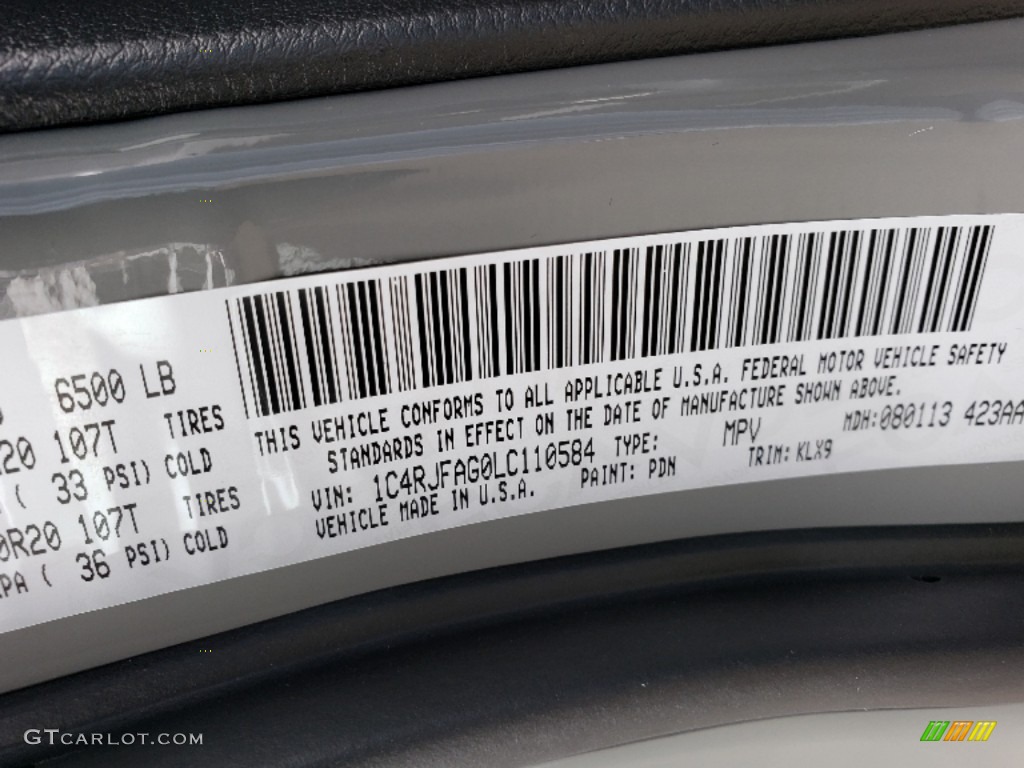 6500 LB
R20 107T TIRES
( 33 PSI) COLD
0R20 107T TIRES
KPA ( 36 PSI) COLD
THIS VEHICLE CONFORMS TO ALL APPLICABLE U.S.A. FEDERAL MOTOR VEHICLE SAFETY
STANDARDS IN EFFECT ON THE DATE OF MANUFACTURE SHOWN ABOVE.
VIN: 1C4RJFAG0LC110584 TYPE: MPV MDH:080113 423AA
VEHICLE MADE IN U.S.A. PAINT: PDN TRIM: KLX9
GTCARLOT.COM